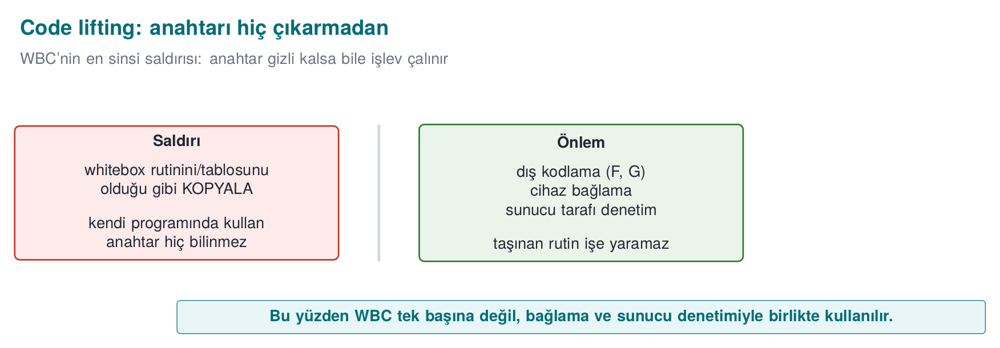 Code lifting: anahtarı hiç çıkarmadan
WBC’nin en sinsi saldırısı: anahtar gizli kalsa bile işlev çalınır
Saldırı
whitebox rutinini/tablosunu
olduğu gibi KOPYALA
kendi programında kullan
anahtar hiç bilinmez
Önlem
dış kodlama (F, G)
cihaz bağlama
sunucu tarafı denetim
taşınan rutin işe yaramaz
Bu yüzden WBC tek başına değil, bağlama ve sunucu denetimiyle birlikte kullanılır.